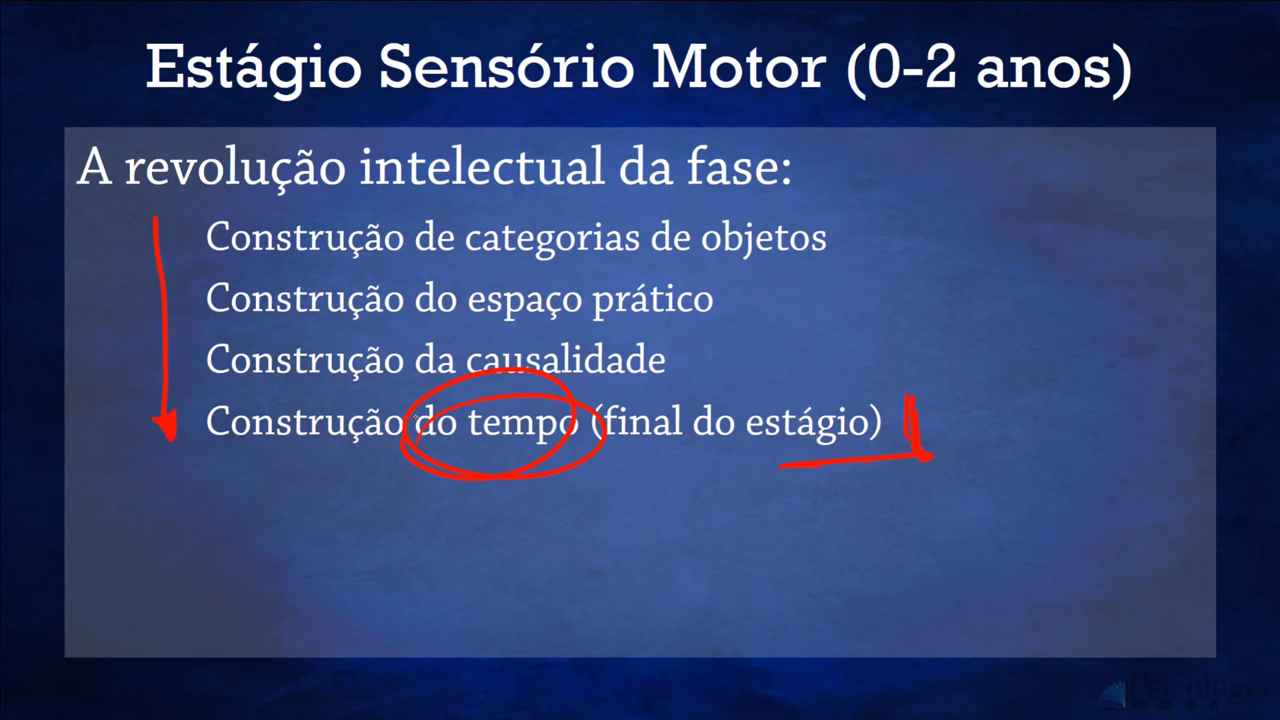 Estágio Sensório Motor (0-2 anos)
A revolução intelectual da fase:
Construção de categorias de objetos
Construção do espaço prático
Construção da causalidade
Construção do tempo (final do estágio)